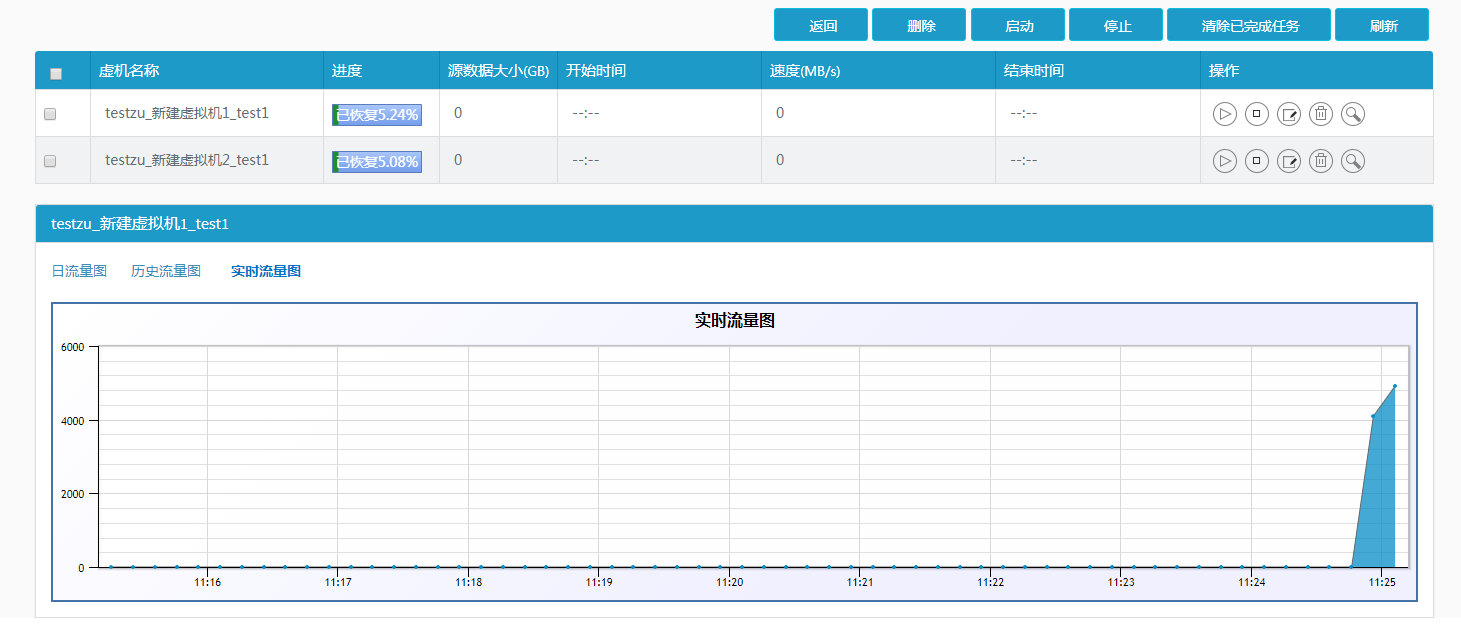 返回 删除 启动 停止 清除已完成任务 刷新
虚机名称 进度 源数据大小(GB) 开始时间 速度(MB/s) 结束时间 操作
testzu_新建虚拟机1_test1 已恢复5.24% 0 --:-- 0 --:--
testzu_新建虚拟机2_test1 已恢复5.08% 0 --:-- 0 --:--
testzu_新建虚拟机1_test1
日流量图 历史流量图 实时流量图
实时流量图
6000
4000
2000
0
11:16 11:17 11:18 11:19 11:20 11:21 11:22 11:23 11:24 11:25